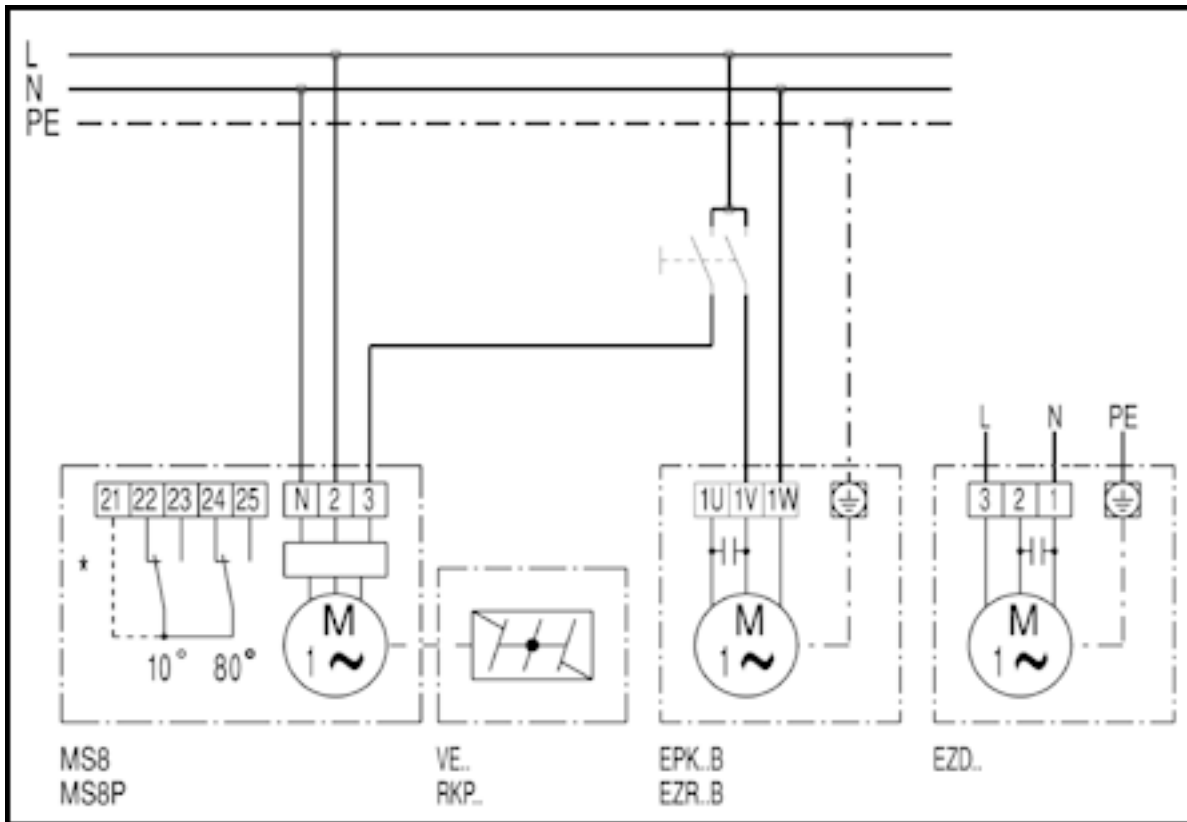 L
N
PE
L N PE
21 22 23 24 25 N 2 3 1U 1V 1W 3 2 1
*
10° 80° M 1 ~ M 1 ~ M 1 ~
MS8 VE.. EPK..B EZD..
MS8P RKP.. EZR..B